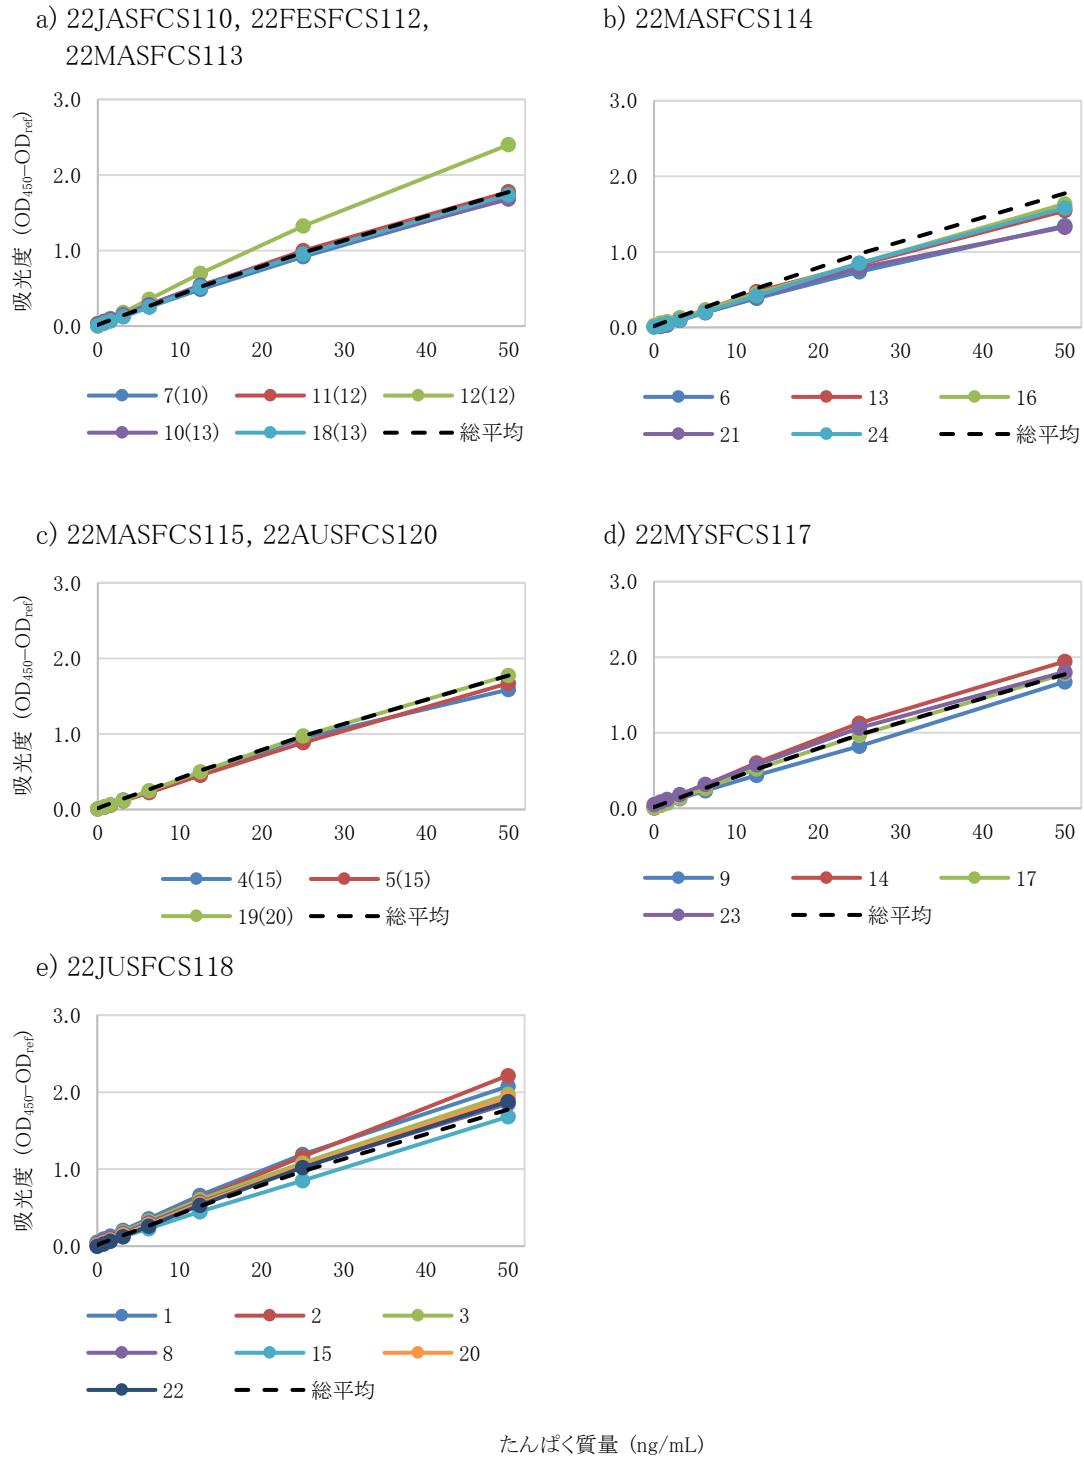 a) 22JASFCS110, 22FESFCS112,
22MASFCS113
吸光度 (OD450−ODref)
3.0
2.0
1.0
0.0
0 10 20 30 40 50
7(10) 11(12) 12(12)
10(13) 18(13) 総平均
b) 22MASFCS114
3.0
2.0
1.0
0.0
0 10 20 30 40 50
6 13 16
21 24 総平均
c) 22MASFCS115, 22AUSFCS120
吸光度 (OD450−ODref)
3.0
2.0
1.0
0.0
0 10 20 30 40 50
4(15) 5(15)
19(20) 総平均
d) 22MYSFCS117
3.0
2.0
1.0
0.0
0 10 20 30 40 50
9 14 17
23 総平均
e) 22JUSFCS118
吸光度 (OD450−ODref)
3.0
2.0
1.0
0.0
0 10 20 30 40 50
1 2 3
8 15 20
22 総平均
たんぱく質量 (ng/mL)